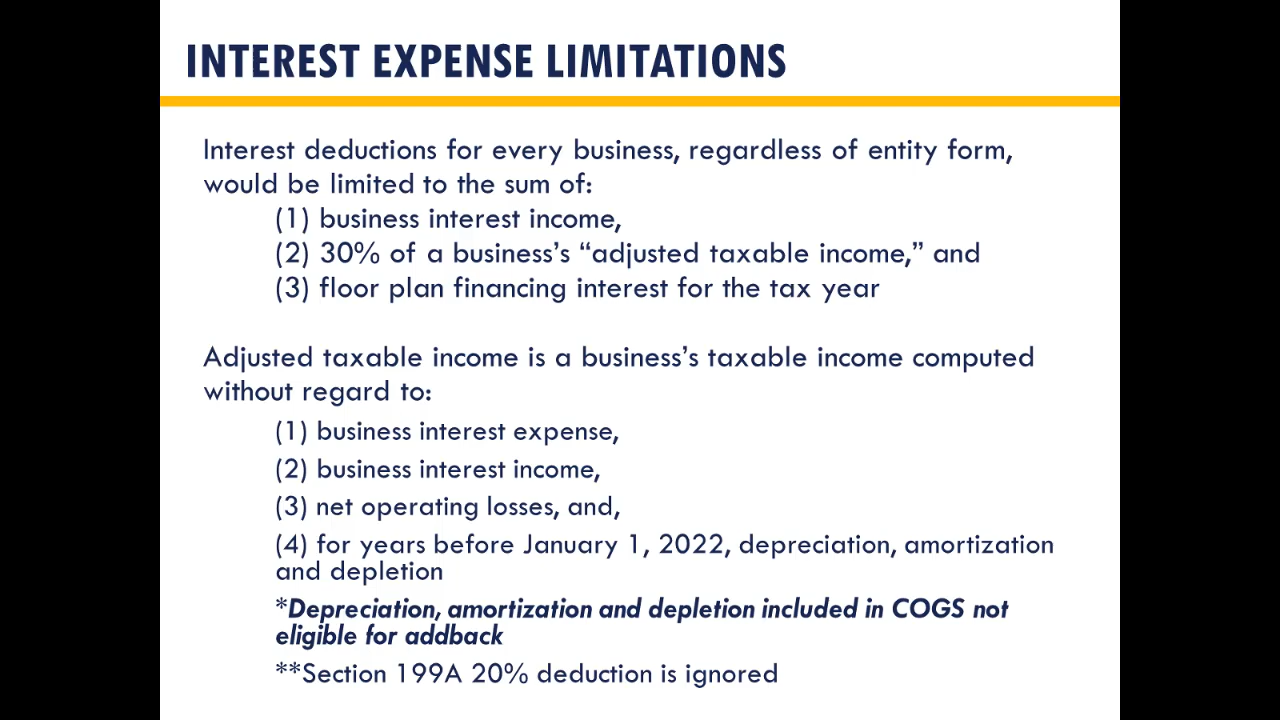 INTEREST EXPENSE LIMITATIONS
Interest deductions for every business, regardless of entity form,
would be limited to the sum of:
(1) business interest income,
(2) 30% of a business’s “adjusted taxable income,” and
(3) floor plan financing interest for the tax year
Adjusted taxable income is a business’s taxable income computed
without regard to:
(1) business interest expense,
(2) business interest income,
(3) net operating losses, and,
(4) for years before January 1, 2022, depreciation, amortization
and depletion
*Depreciation, amortization and depletion included in COGS not
eligible for addback
**Section 199A 20% deduction is ignored